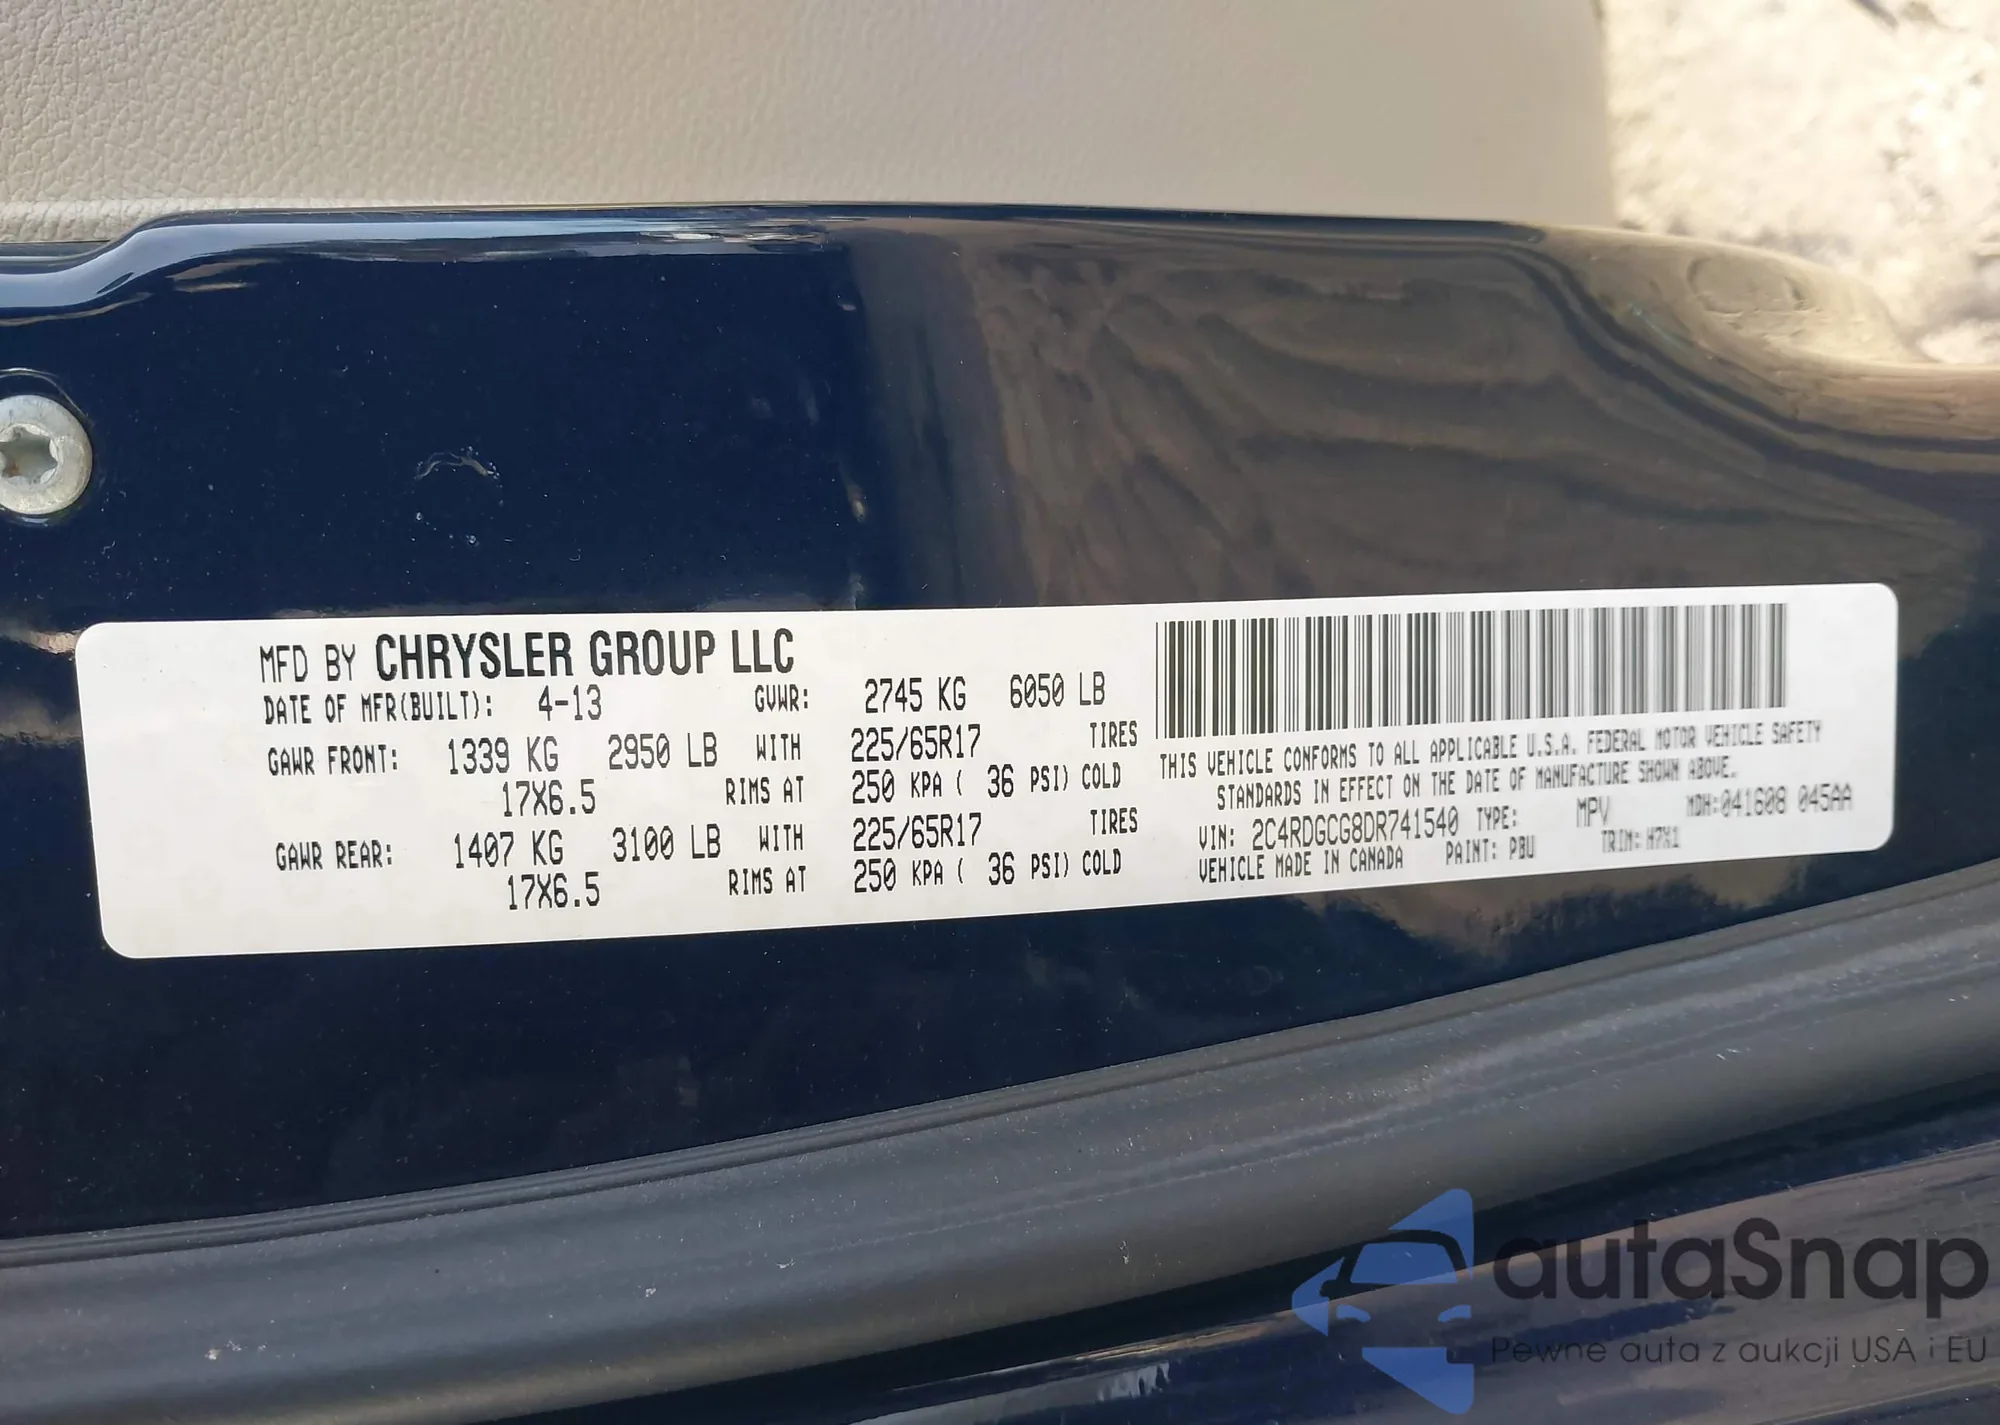 MFD BY CHRYSLER GROUP LLC
DATE OF MFR(BUILT): 4-13 GVWR: 2745 KG 6050 LB
GAWR FRONT: 1339 KG 2950 LB WITH 225/65R17 TIRES
17X6.5 RIMS AT 250 KPA ( 36 PSI) COLD
GAWR REAR: 1407 KG 3100 LB WITH 225/65R17 TIRES
17X6.5 RIMS AT 250 KPA ( 36 PSI) COLD
THIS VEHICLE CONFORMS TO ALL APPLICABLE U.S.A. FEDERAL MOTOR VEHICLE SAFETY
STANDARDS IN EFFECT ON THE DATE OF MANUFACTURE SHOWN ABOVE.
VIN: 2C4RDGCG8DR741540 TYPE: MPV MDH:041608 045AA
VEHICLE MADE IN CANADA PAINT: PBU TRIM:
autaSnap
Pewne auta z aukcji USA i EU